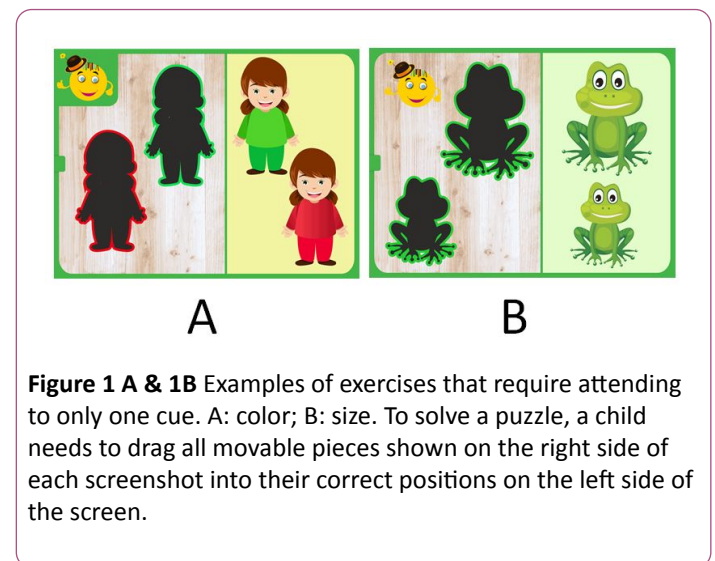 A B
Figure 1 A & 1B Examples of exercises that require attending
to only one cue. A: color; B: size. To solve a puzzle, a child
needs to drag all movable pieces shown on the right side of
each screenshot into their correct positions on the left side of
the screen.